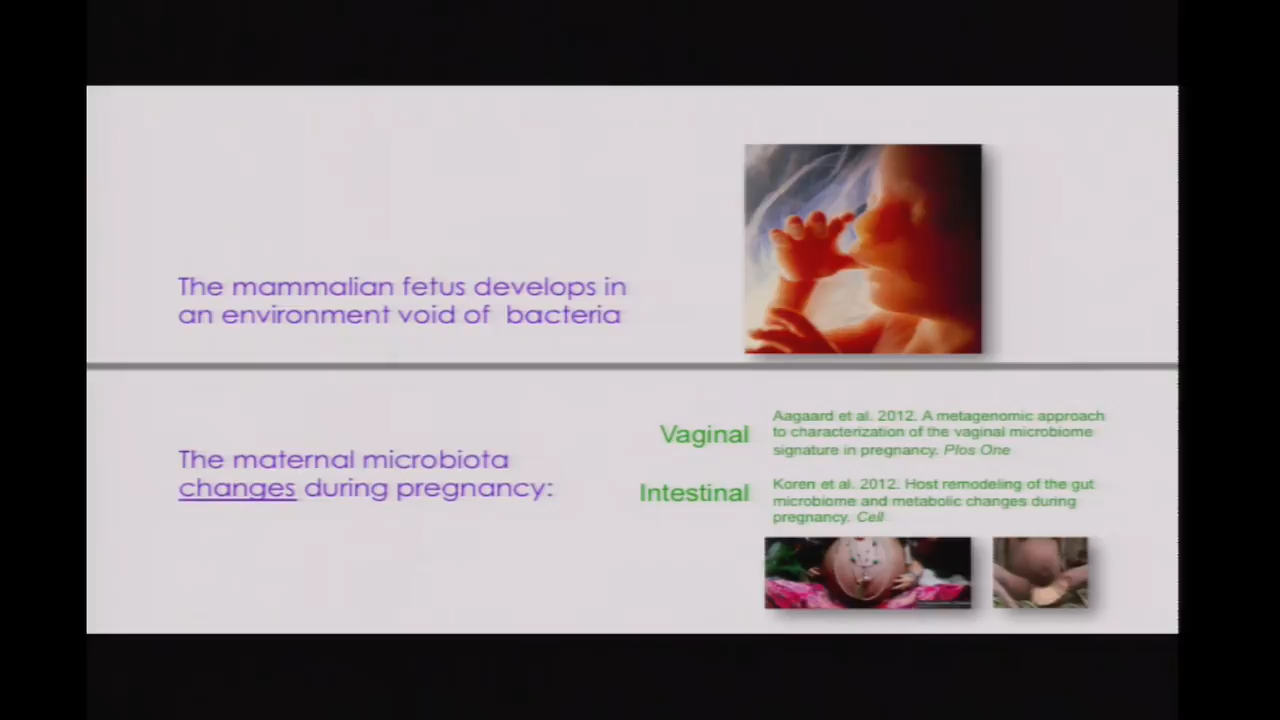 The mammalian fetus develops in
an environment void of bacteria
The maternal microbiota
changes during pregnancy:
Vaginal
Aagaard et al. 2012. A metagenomic approach
to characterization of the vaginal microbiome
signature in pregnancy. Plos One
Intestinal
Koren et al. 2012. Host remodeling of the gut
microbiome and metabolic changes during
pregnancy. Cell